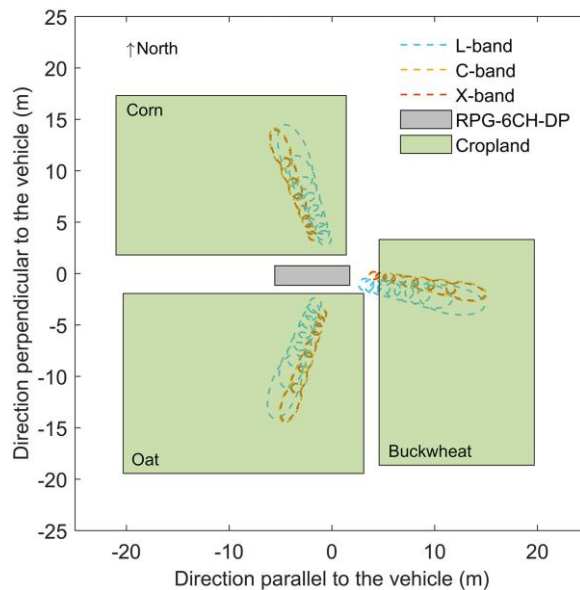 25
20
15
10
5
0
-5
-10
-15
-20
-25
Direction perpendicular to the vehicle (m)
↑North
L-band
C-band
X-band
RPG-6CH-DP
Cropland
Corn
Oat
Buckwheat
-20 -10 0 10 20
Direction parallel to the vehicle (m)